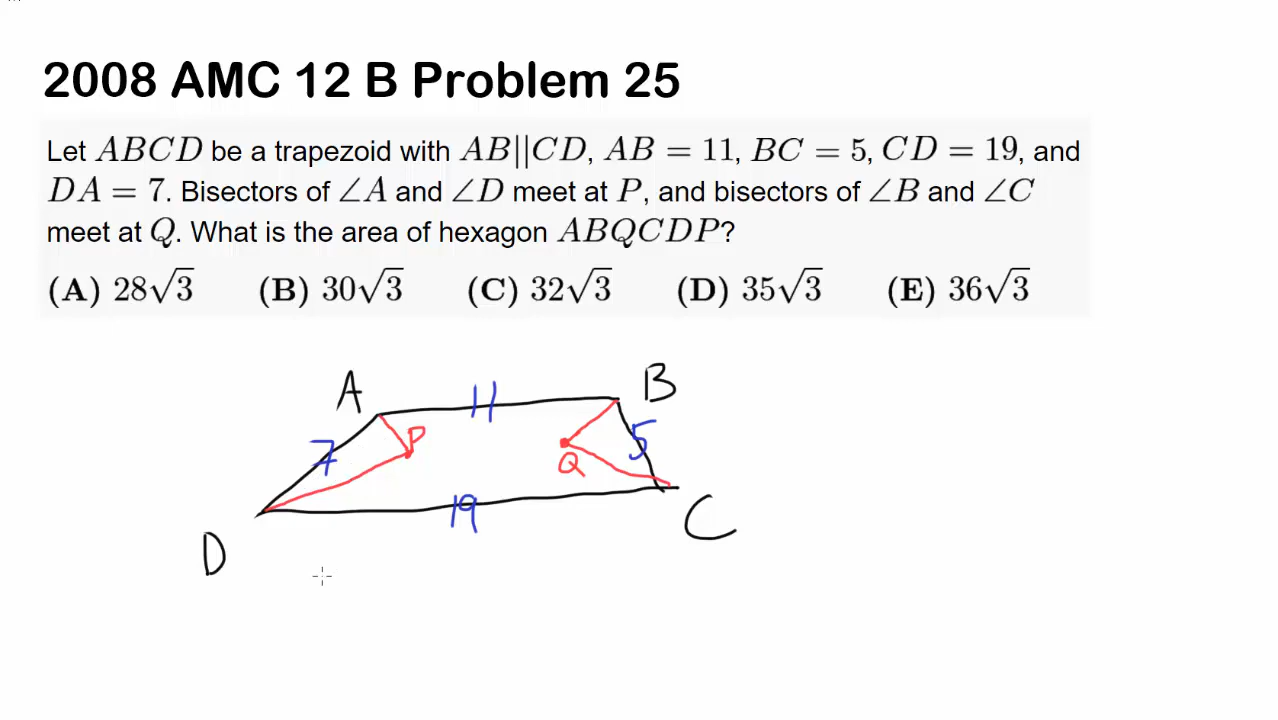 2008 AMC 12 B Problem 25
Let ABCD be a trapezoid with AB||CD, AB = 11, BC = 5, CD = 19, and
DA = 7. Bisectors of ∠A and ∠D meet at P, and bisectors of ∠B and ∠C
meet at Q. What is the area of hexagon ABQCDP?
(A) 28√3 (B) 30√3 (C) 32√3 (D) 35√3 (E) 36√3
A 11 B
7 P Q 5
19
D C